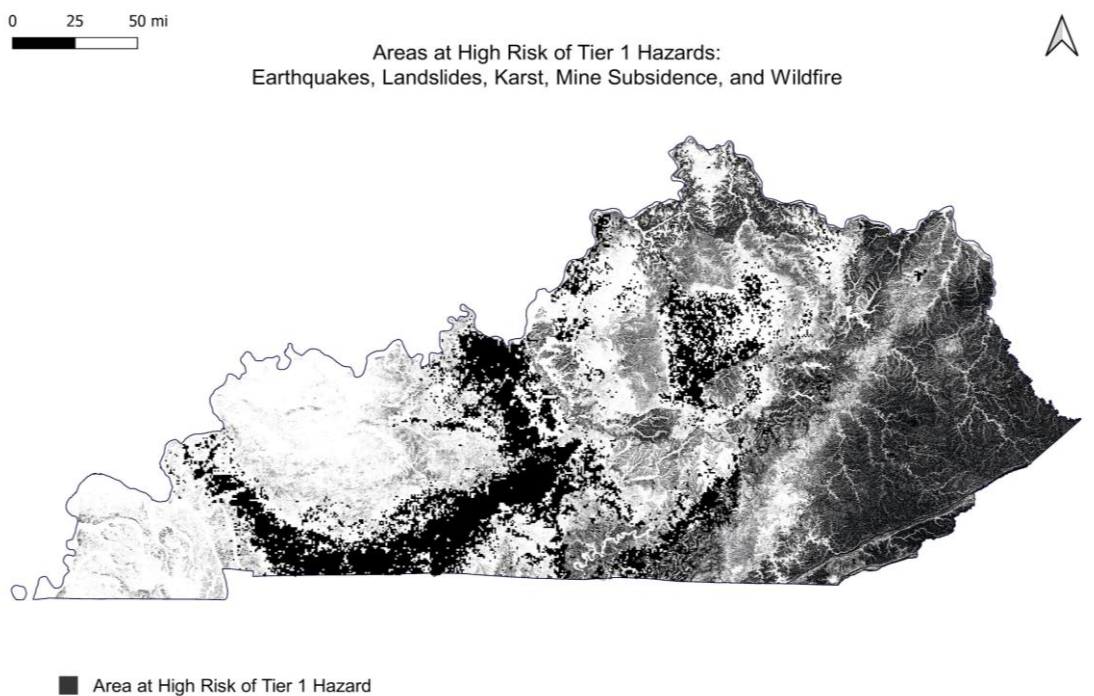 0 25 50 mi
Areas at High Risk of Tier 1 Hazards:
Earthquakes, Landslides, Karst, Mine Subsidence, and Wildfire
Area at High Risk of Tier 1 Hazard